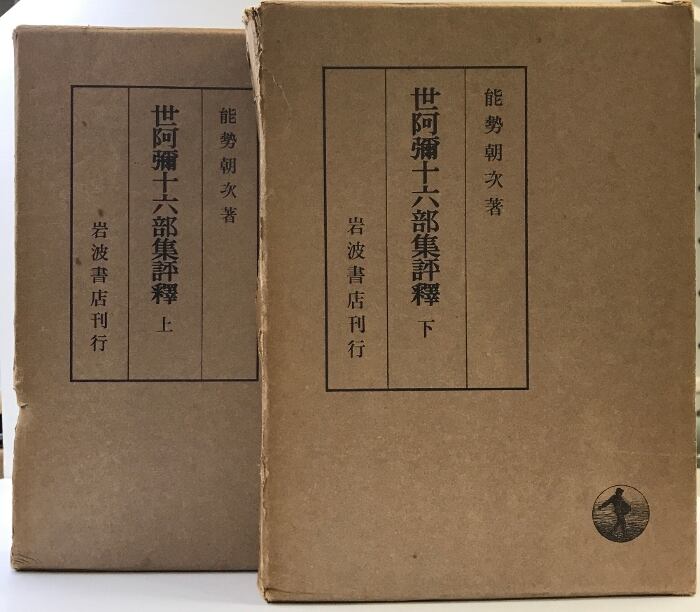 能勢朝次著
世阿彌十六部集評釋 上
岩波書店刊行
能勢朝次著
世阿彌十六部集評釋 下
岩波書店刊行